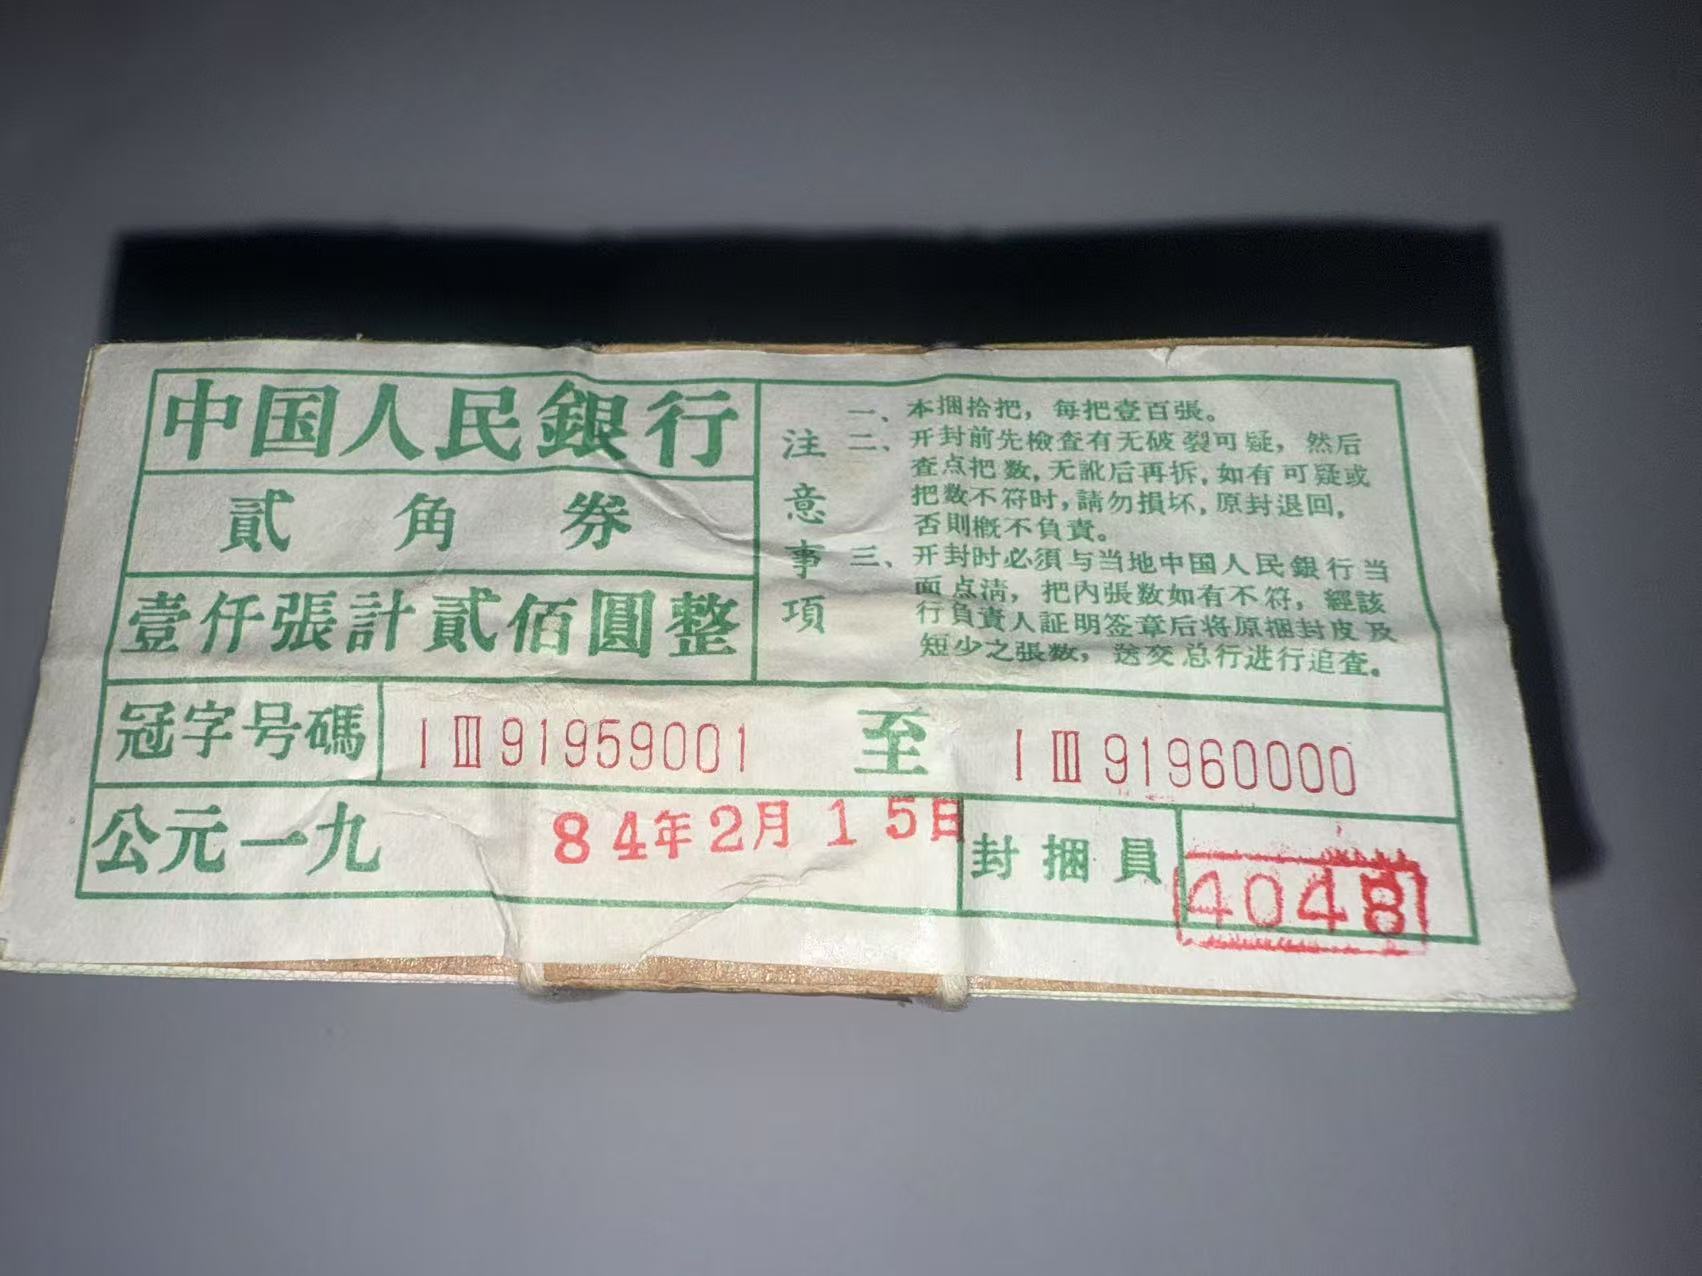 中国人民銀行
貳角券
壹仟張計貳佰圓整
注意事項
一、本捆拾把，每把壹百張。
二、开封前先檢查有无破裂可疑，然后
查点把数，无訛后再拆，如有可疑或
把数不符时，請勿損坏，原封退回，
否則概不負責。
三、开封时必須与当地中国人民銀行当
面点清，把內張数如有不符，經該
行負責人証明签章后将原捆封皮及
短少之張数，送交总行进行追查。
冠字号碼 I III 91959001 至 I III 91960000
公元一九 84年2月15日 封捆員 4048